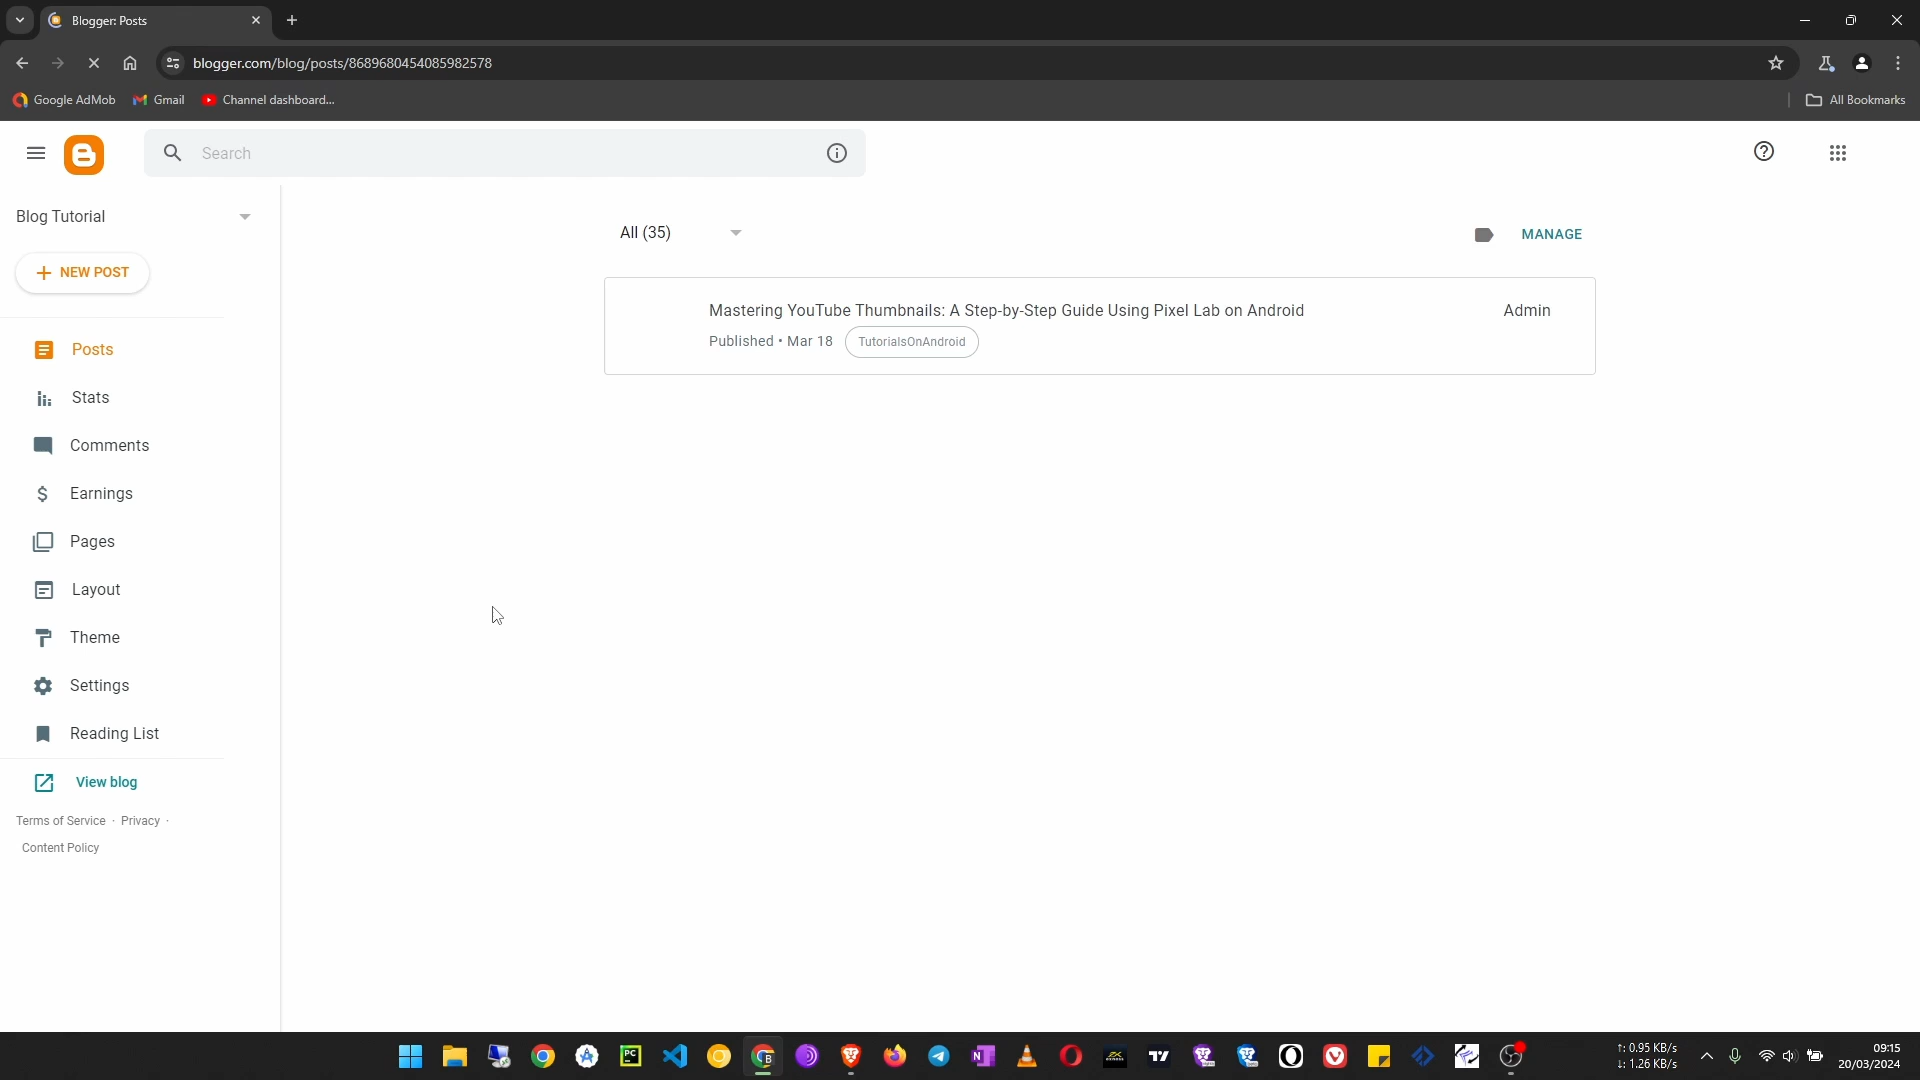 Blogger: Posts
blogger.com/blog/posts/8689680454085982578
Google AdMob
Gmail
Channel dashboard...
All Bookmarks
Search
Blog Tutorial
NEW POST
Posts
Stats
Comments
Earnings
Pages
Layout
Theme
Settings
Reading List
View blog
Terms of Service · Privacy ·
Content Policy
All (35)
MANAGE
Mastering YouTube Thumbnails: A Step-by-Step Guide Using Pixel Lab on Android
Admin
Published • Mar 18
TutorialsOnAndroid
↑: 0.95 KB/s
↓: 1.26 KB/s
09:15
20/03/2024